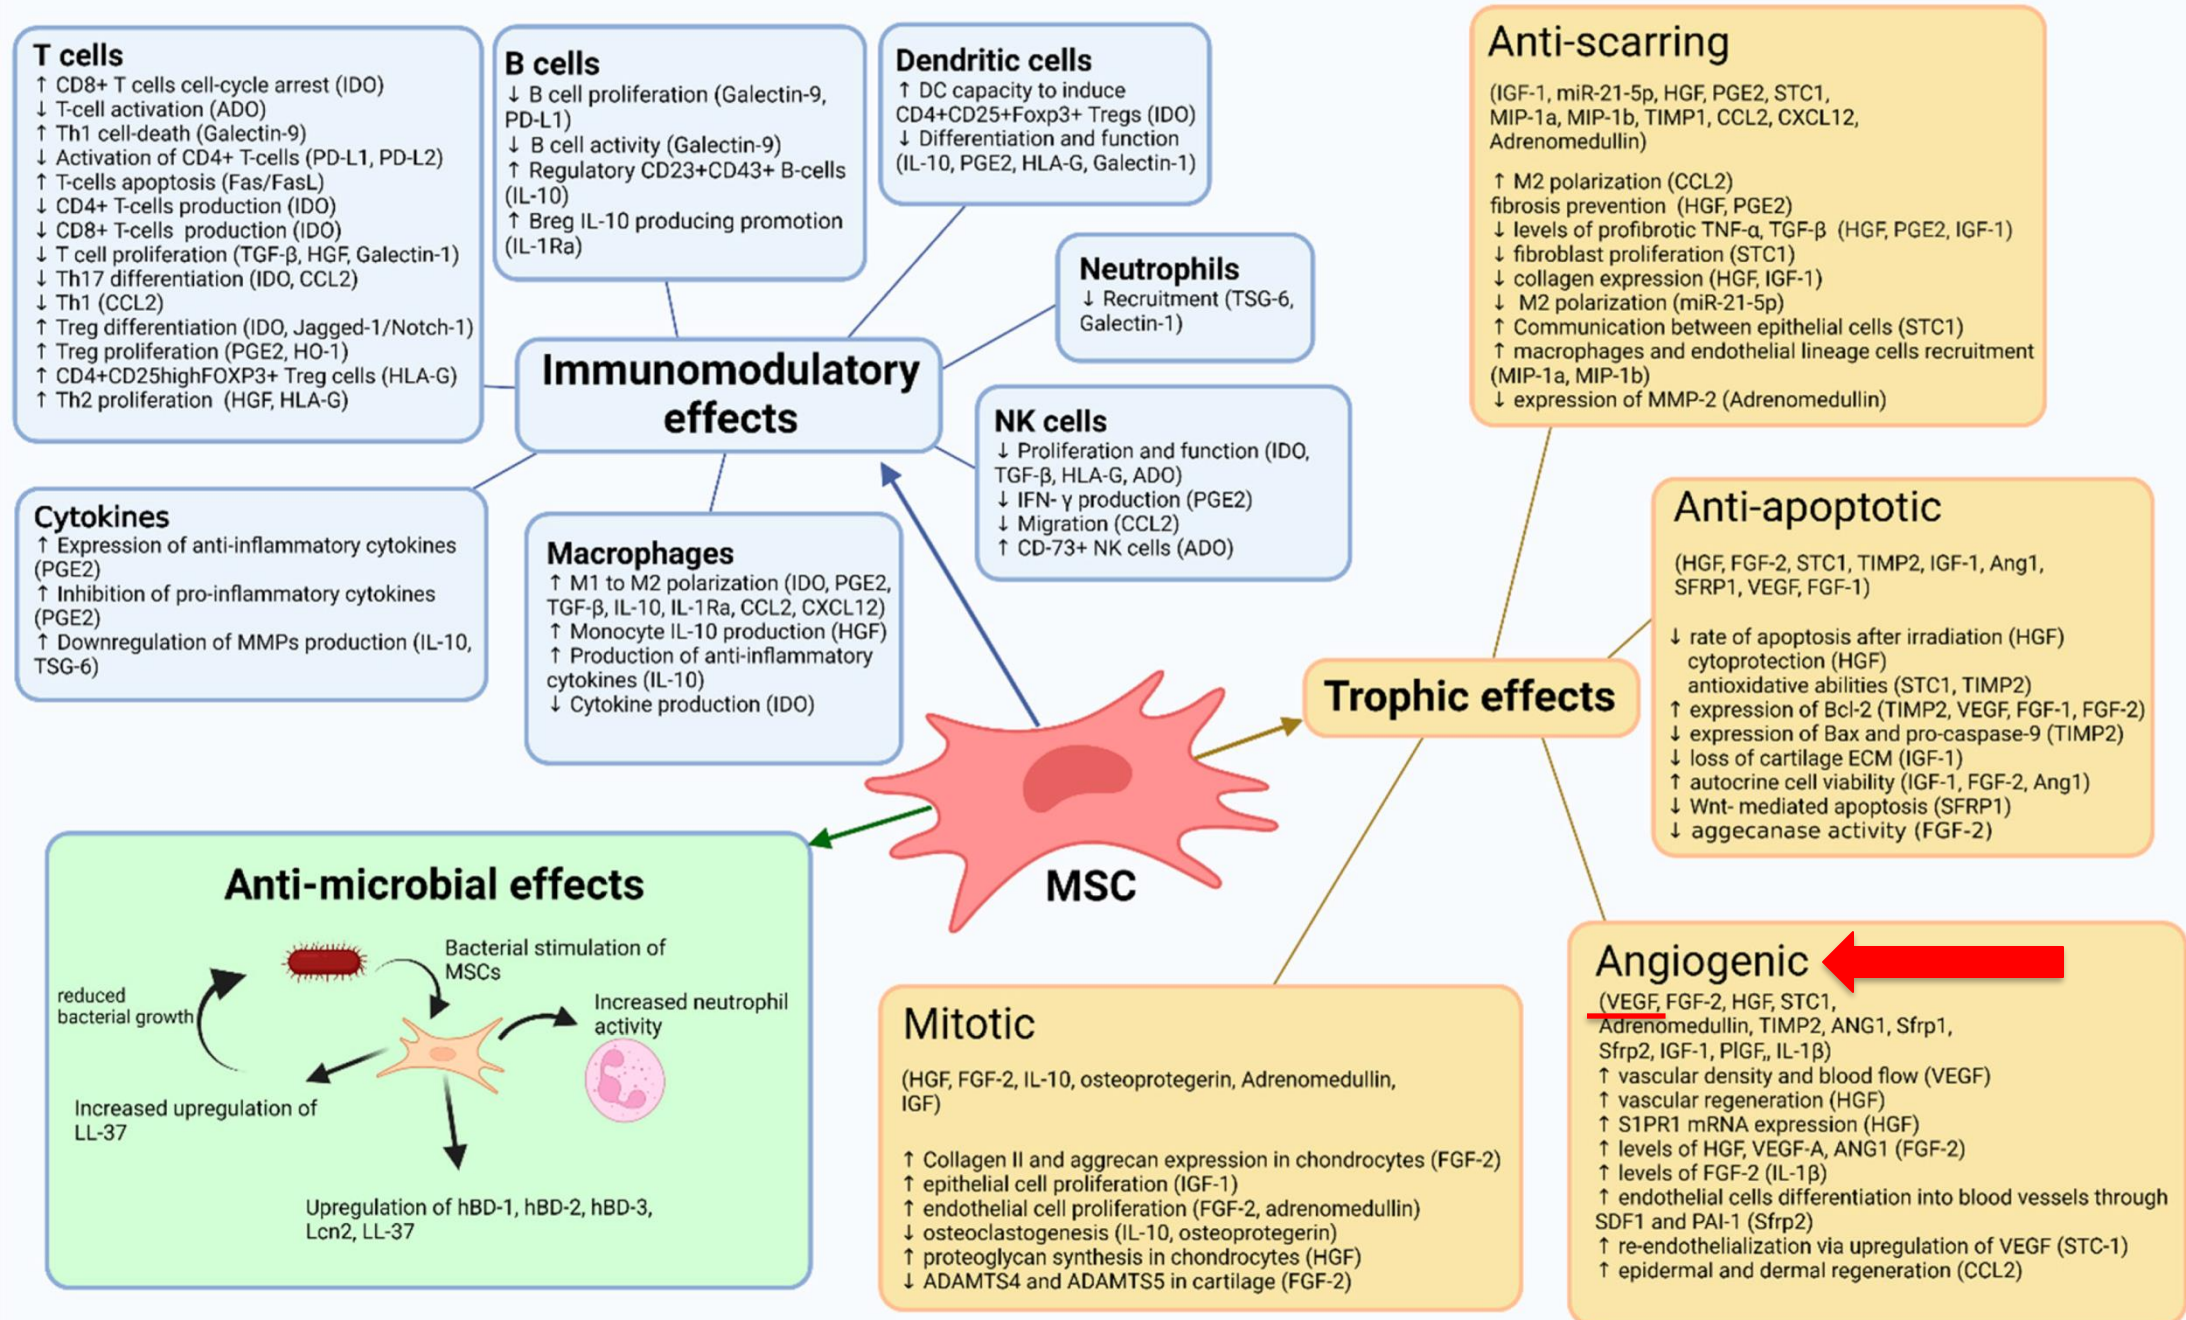 T cells
↑ CD8+ T cells cell-cycle arrest (IDO)
↓ T-cell activation (ADO)
↑ Th1 cell-death (Galectin-9)
↓ Activation of CD4+ T-cells (PD-L1, PD-L2)
↑ T-cells apoptosis (Fas/FasL)
↓ CD4+ T-cells production (IDO)
↓ CD8+ T-cells production (IDO)
↓ T cell proliferation (TGF-β, HGF, Galectin-1)
↓ Th17 differentiation (IDO, CCL2)
↓ Th1 (CCL2)
↑ Treg differentiation (IDO, Jagged-1/Notch-1)
↑ Treg proliferation (PGE2, HO-1)
↑ CD4+CD25highFOXP3+ Treg cells (HLA-G)
↑ Th2 proliferation (HGF, HLA-G)
B cells
↓ B cell proliferation (Galectin-9,
PD-L1)
↓ B cell activity (Galectin-9)
↑ Regulatory CD23+CD43+ B-cells
(IL-10)
↑ Breg IL-10 producing promotion
(IL-1Ra)
Dendritic cells
↑ DC capacity to induce
CD4+CD25+Foxp3+ Tregs (IDO)
↓ Differentiation and function
(IL-10, PGE2, HLA-G, Galectin-1)
Neutrophils
↓ Recruitment (TSG-6,
Galectin-1)
Immunomodulatory
effects
NK cells
↓ Proliferation and function (IDO,
TGF-β, HLA-G, ADO)
↓ IFN- γ production (PGE2)
↓ Migration (CCL2)
↑ CD-73+ NK cells (ADO)
Cytokines
↑ Expression of anti-inflammatory cytokines
(PGE2)
↑ Inhibition of pro-inflammatory cytokines
(PGE2)
↑ Downregulation of MMPs production (IL-10,
TSG-6)
Macrophages
↑ M1 to M2 polarization (IDO, PGE2,
TGF-β, IL-10, IL-1Ra, CCL2, CXCL12)
↑ Monocyte IL-10 production (HGF)
↑ Production of anti-inflammatory
cytokines (IL-10)
↓ Cytokine production (IDO)
Anti-scarring
(IGF-1, miR-21-5p, HGF, PGE2, STC1,
MIP-1a, MIP-1b, TIMP1, CCL2, CXCL12,
Adrenomedullin)
↑ M2 polarization (CCL2)
fibrosis prevention (HGF, PGE2)
↓ levels of profibrotic TNF-α, TGF-β (HGF, PGE2, IGF-1)
↓ fibroblast proliferation (STC1)
↓ collagen expression (HGF, IGF-1)
↓ M2 polarization (miR-21-5p)
↑ Communication between epithelial cells (STC1)
↑ macrophages and endothelial lineage cells recruitment
(MIP-1a, MIP-1b)
↓ expression of MMP-2 (Adrenomedullin)
Trophic effects
Anti-apoptotic
(HGF, FGF-2, STC1, TIMP2, IGF-1, Ang1,
SFRP1, VEGF, FGF-1)
↓ rate of apoptosis after irradiation (HGF)
cytoprotection (HGF)
antioxidative abilities (STC1, TIMP2)
↑ expression of Bcl-2 (TIMP2, VEGF, FGF-1, FGF-2)
↓ expression of Bax and pro-caspase-9 (TIMP2)
↓ loss of cartilage ECM (IGF-1)
↑ autocrine cell viability (IGF-1, FGF-2, Ang1)
↓ Wnt- mediated apoptosis (SFRP1)
↓ aggecanase activity (FGF-2)
MSC
Anti-microbial effects
Bacterial stimulation of
MSCs
reduced
bacterial growth
Increased neutrophil
activity
Increased upregulation of
LL-37
Upregulation of hBD-1, hBD-2, hBD-3,
Lcn2, LL-37
Mitotic
(HGF, FGF-2, IL-10, osteoprotegerin, Adrenomedullin,
IGF)
↑ Collagen II and aggrecan expression in chondrocytes (FGF-2)
↑ epithelial cell proliferation (IGF-1)
↑ endothelial cell proliferation (FGF-2, adrenomedullin)
↓ osteoclastogenesis (IL-10, osteoprotegerin)
↑ proteoglycan synthesis in chondrocytes (HGF)
↓ ADAMTS4 and ADAMTS5 in cartilage (FGF-2)
Angiogenic
(VEGF, FGF-2, HGF, STC1,
Adrenomedullin, TIMP2, ANG1, Sfrp1,
Sfrp2, IGF-1, PlGF,, IL-1β)
↑ vascular density and blood flow (VEGF)
↑ vascular regeneration (HGF)
↑ S1PR1 mRNA expression (HGF)
↑ levels of HGF, VEGF-A, ANG1 (FGF-2)
↑ levels of FGF-2 (IL-1β)
↑ endothelial cells differentiation into blood vessels through
SDF1 and PAI-1 (Sfrp2)
↑ re-endothelialization via upregulation of VEGF (STC-1)
↑ epidermal and dermal regeneration (CCL2)